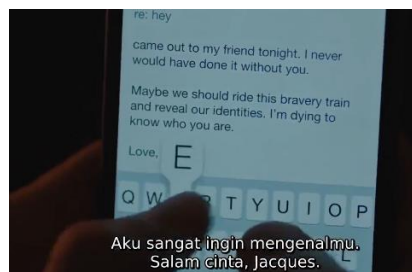 re: hey
came out to my friend tonight. I never
would have done it without you.
Maybe we should ride this bravery train
and reveal our identities. I'm dying to
know who you are.
Love,
E
Q W R T Y U I O P
L
Aku sangat ingin mengenalmu.
Salam cinta, Jacques.